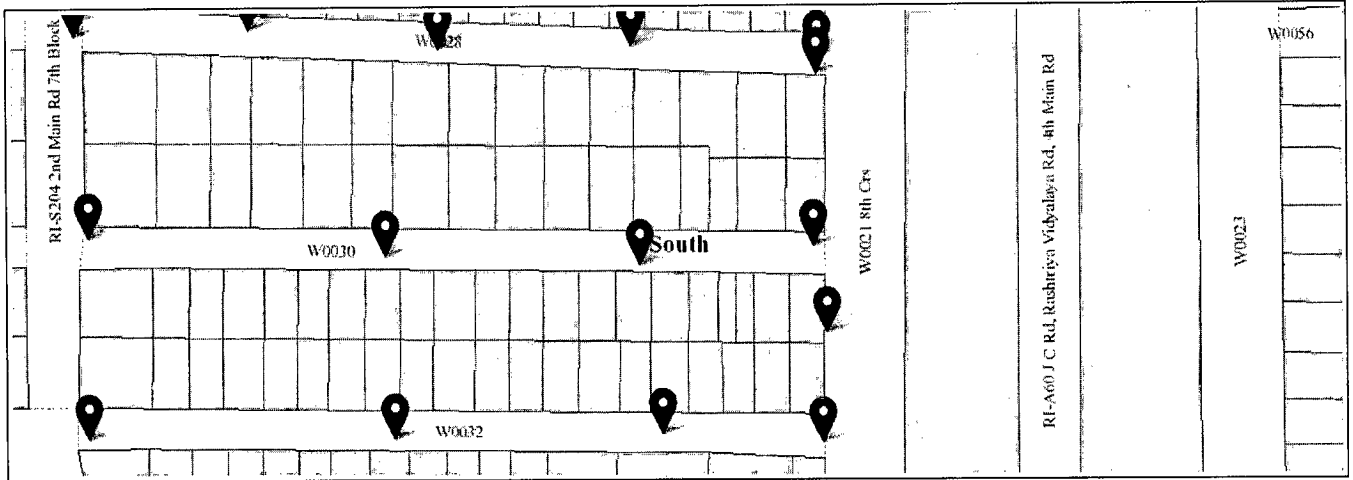 W0028
W0056
RI-S204 2nd Main Rd 7th Block
W0030
South
W0021 8th Crs
RI-A60 J C Rd, Rashtriya Vidyalaya Rd, 4th Main Rd
W0023
W0032